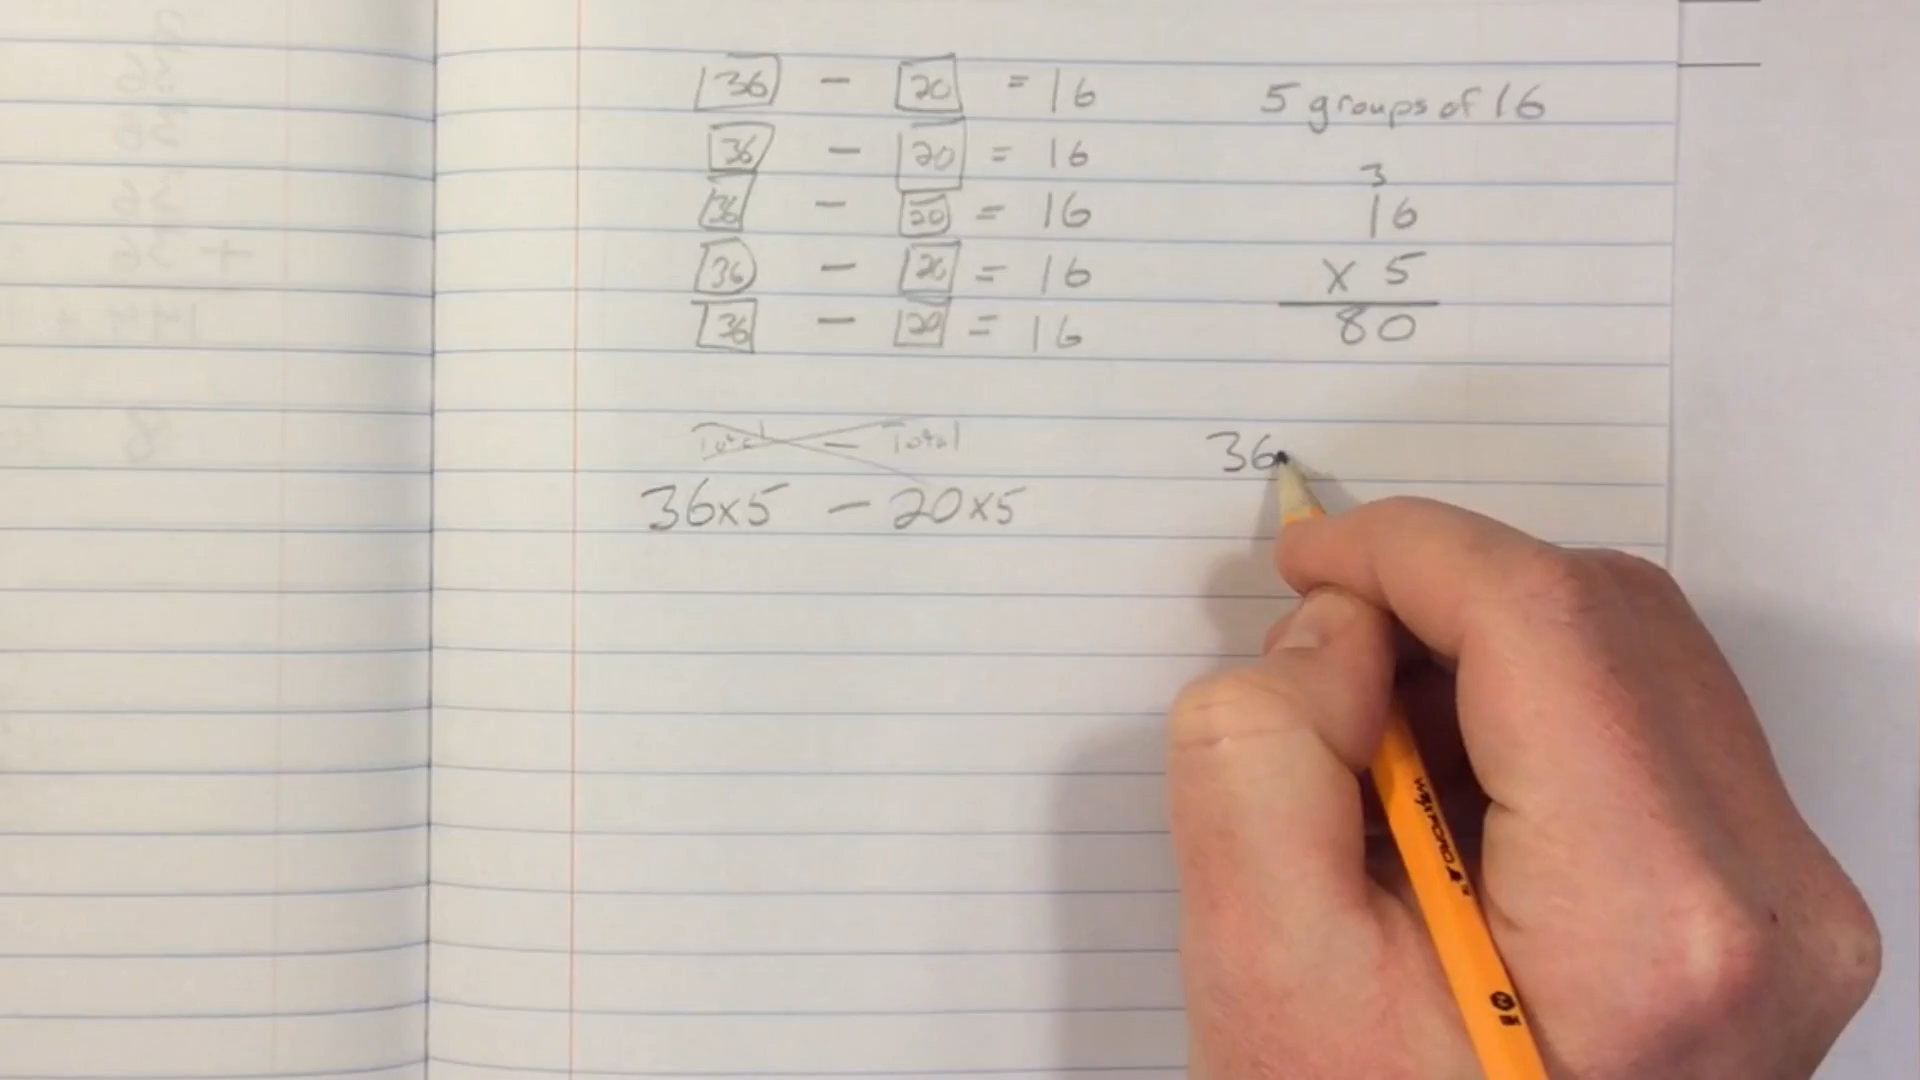 36 - 20 = 16
36 - 20 = 16
36 - 20 = 16
36 - 20 = 16
36 - 20 = 16
5 groups of 16
3
16
x 5
80
Total - Total
36x5 - 20x5
36
Ticonderoga